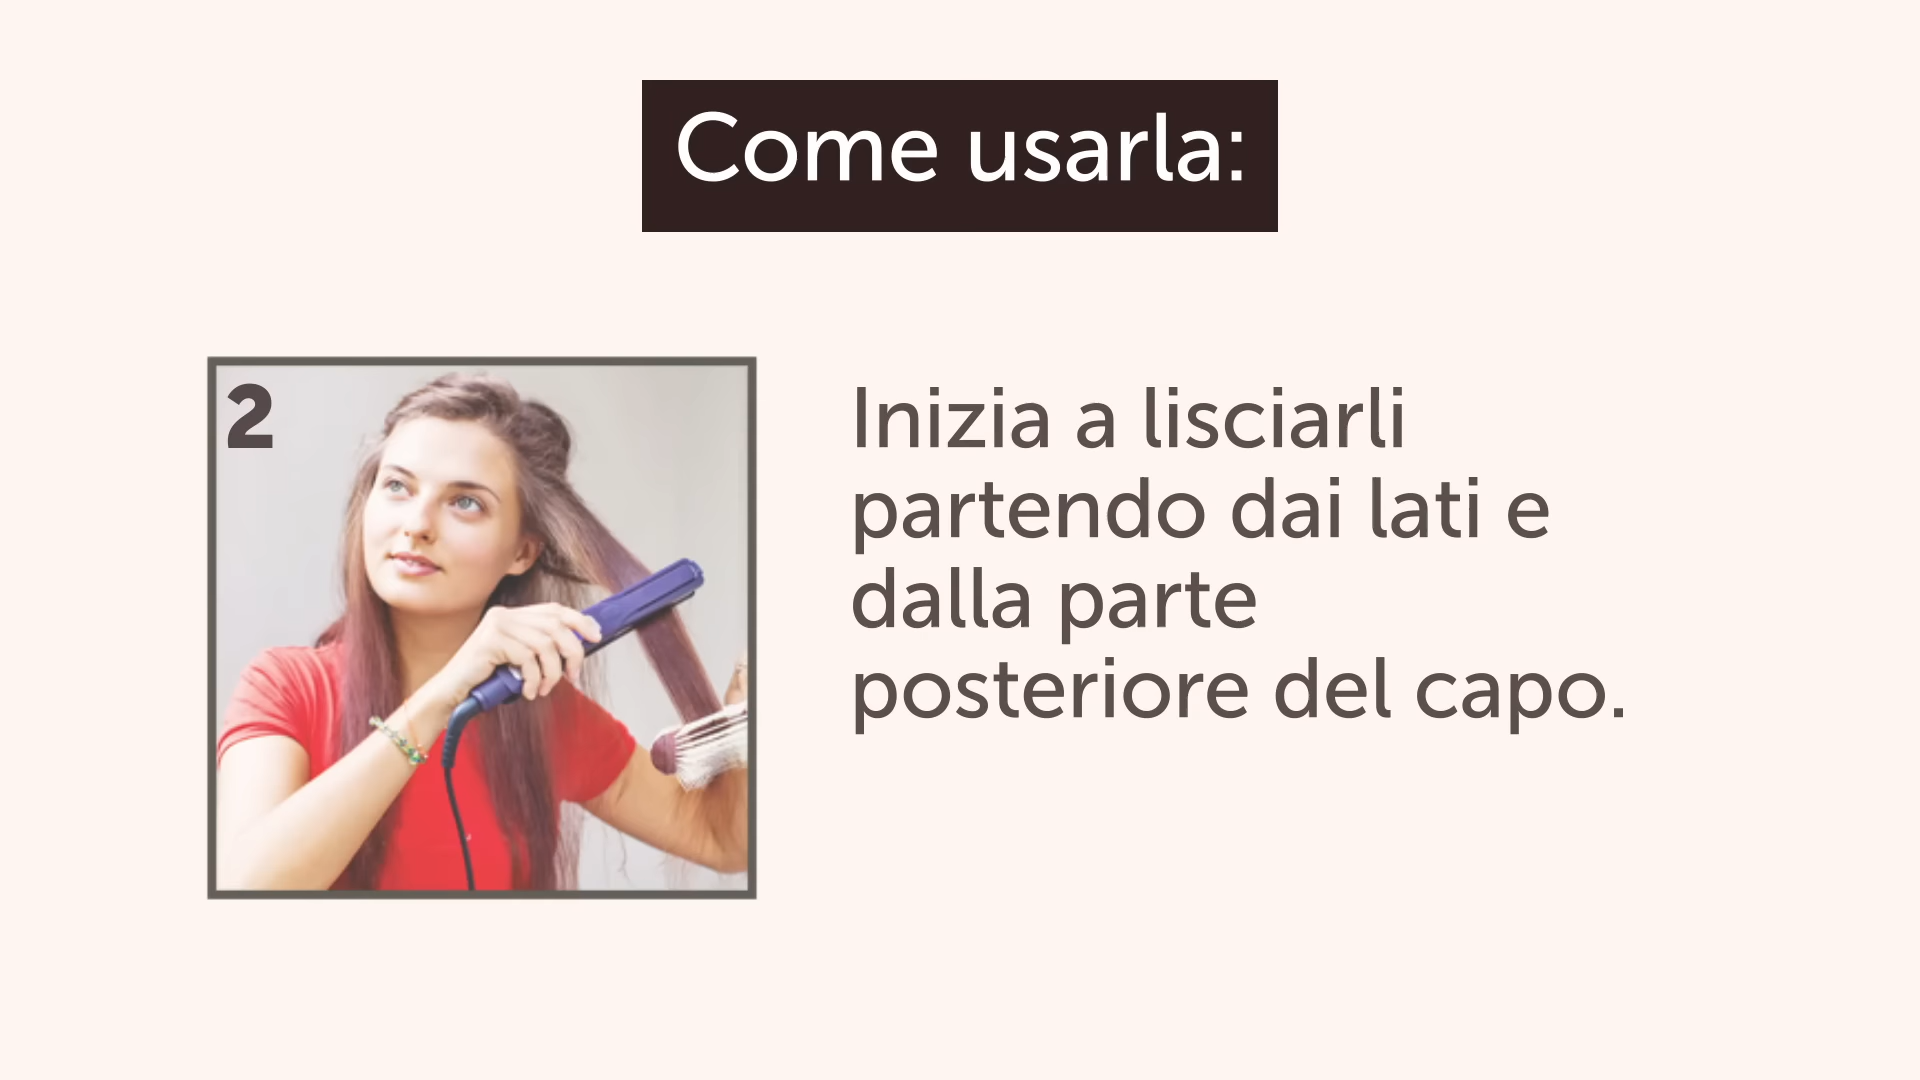 Come usarla:
2
Inizia a lisciarli
partendo dai lati e
dalla parte
posteriore del capo.